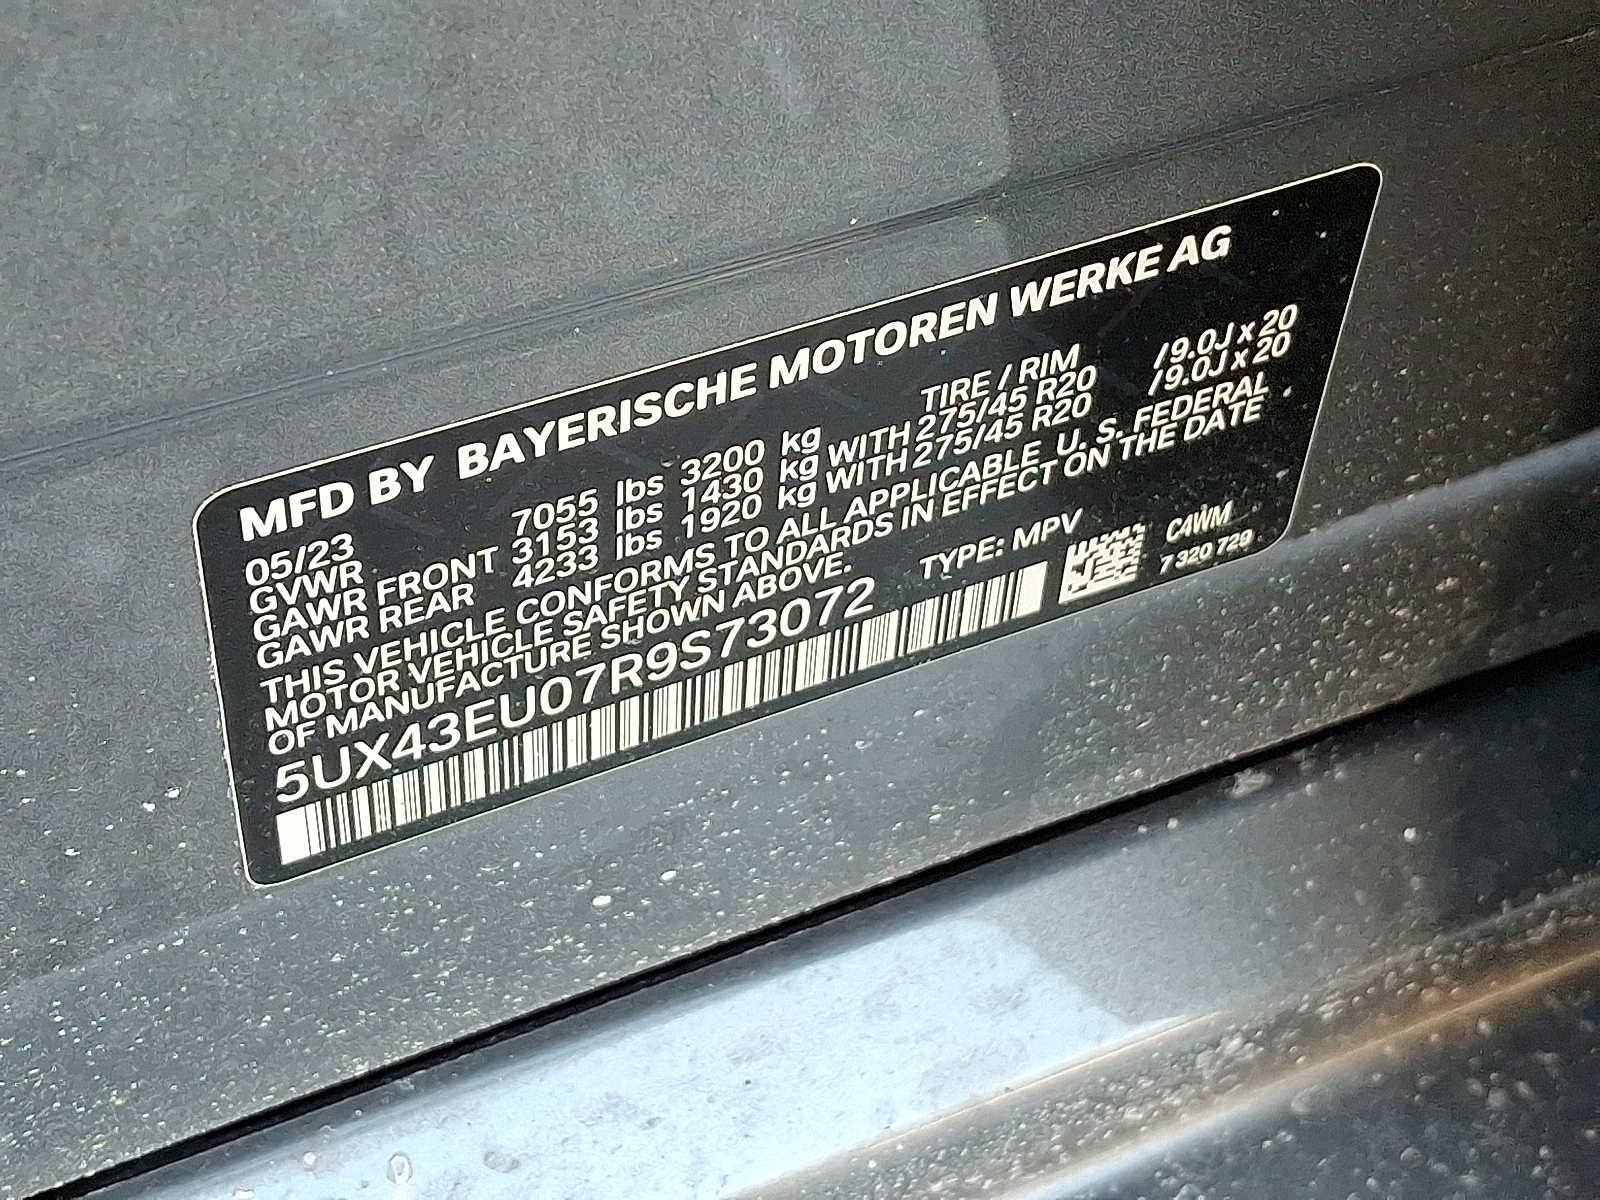 MFD BY BAYERISCHE MOTOREN WERKE AG
05/23 TIRE / RIM
GVWR 7055 lbs 3200 kg
GAWR FRONT 3153 lbs 1430 kg WITH 275/45 R20 /9.0J x 20
GAWR REAR 4233 lbs 1920 kg WITH 275/45 R20 /9.0J x 20
THIS VEHICLE CONFORMS TO ALL APPLICABLE U. S. FEDERAL
MOTOR VEHICLE SAFETY STANDARDS IN EFFECT ON THE DATE
OF MANUFACTURE SHOWN ABOVE.
5UX43EU07R9S73072 TYPE: MPV
C4WM
7 320 729